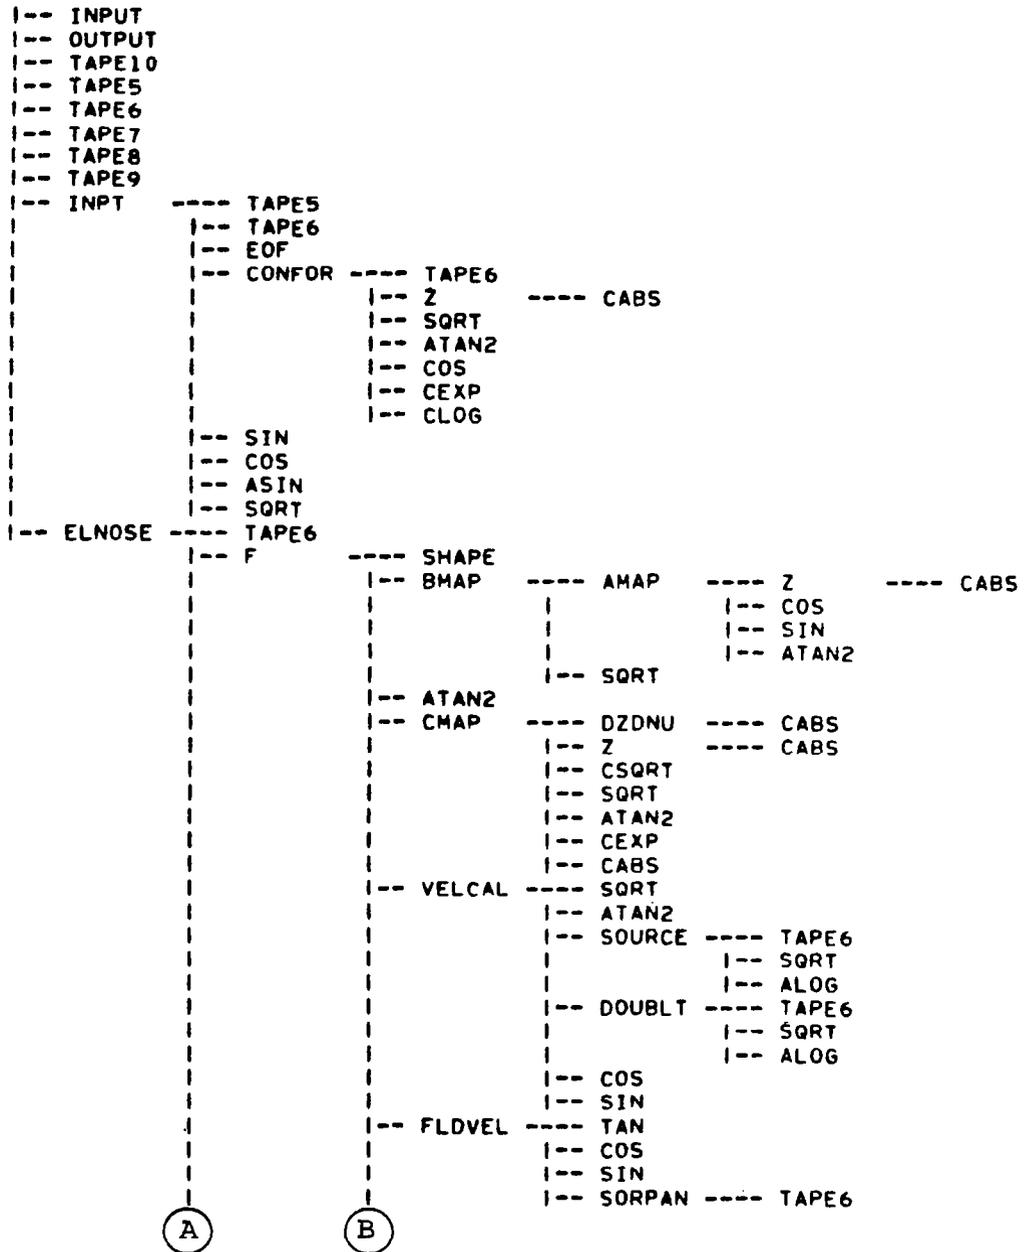 |-- INPUT
|-- OUTPUT
|-- TAPE10
|-- TAPE5
|-- TAPE6
|-- TAPE7
|-- TAPE8
|-- TAPE9
|-- INPT ---- TAPE5
| |-- TAPE6
| |-- EOF
| |-- CONFOR ---- TAPE6
| | |-- Z ---- CABS
| | |-- SQRT
| | |-- ATAN2
| | |-- COS
| | |-- CEXP
| | |-- CLOG
| |-- SIN
| |-- COS
| |-- ASIN
| |-- SQRT
|-- ELNOSE ---- TAPE6
|-- F ---- SHAPE
| |-- BMAP ---- AMAP ---- Z ---- CABS
| | | |-- COS
| | | |-- SIN
| | | |-- ATAN2
| | |-- SQRT
| |-- ATAN2
| |-- CMAP ---- DZDNU ---- CABS
| | |-- Z ---- CABS
| | |-- CSQRT
| | |-- SQRT
| | |-- ATAN2
| | |-- CEXP
| | |-- CABS
| |-- VELCAL ---- SQRT
| | |-- ATAN2
| | |-- SOURCE ---- TAPE6
| | | |-- SQRT
| | | |-- ALOG
| | |-- DOUBLT ---- TAPE6
| | | |-- SQRT
| | | |-- ALOG
| | |-- COS
| | |-- SIN
| |-- FLDVEL ---- TAN
| | |-- COS
| | |-- SIN
| | |-- SORPAN ---- TAPE6
A B